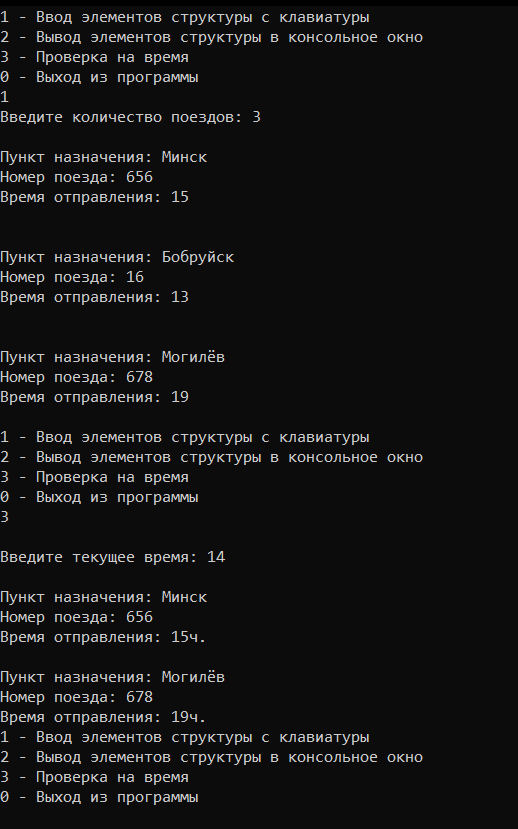 1 - Ввод элементов структуры с клавиатуры
2 - Вывод элементов структуры в консольное окно
3 - Проверка на время
0 - Выход из программы
1
Введите количество поездов: 3
Пункт назначения: Минск
Номер поезда: 656
Время отправления: 15
Пункт назначения: Бобруйск
Номер поезда: 16
Время отправления: 13
Пункт назначения: Могилёв
Номер поезда: 678
Время отправления: 19
1 - Ввод элементов структуры с клавиатуры
2 - Вывод элементов структуры в консольное окно
3 - Проверка на время
0 - Выход из программы
3
Введите текущее время: 14
Пункт назначения: Минск
Номер поезда: 656
Время отправления: 15ч.
Пункт назначения: Могилёв
Номер поезда: 678
Время отправления: 19ч.
1 - Ввод элементов структуры с клавиатуры
2 - Вывод элементов структуры в консольное окно
3 - Проверка на время
0 - Выход из программы